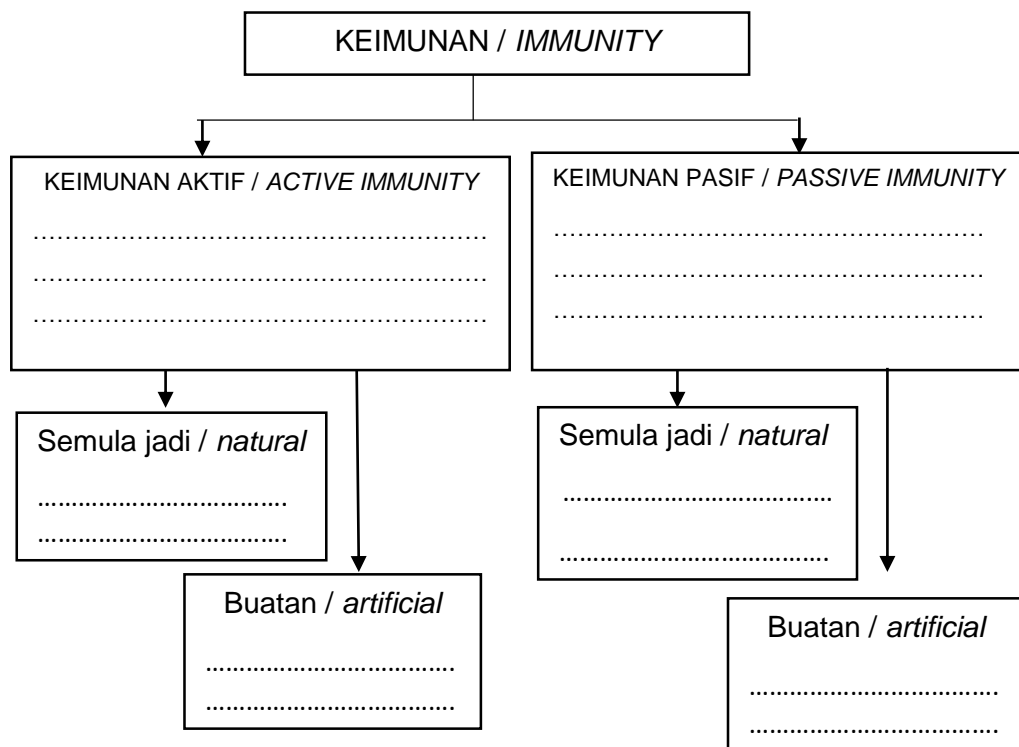 KEIMUNAN / IMMUNITY
KEIMUNAN AKTIF / ACTIVE IMMUNITY
................................................................
................................................................
................................................................
KEIMUNAN PASIF / PASSIVE IMMUNITY
............................................................
............................................................
............................................................
Semula jadi / natural
.....................................
.....................................
Buatan / artificial
.....................................
.....................................
Semula jadi / natural
........................................
........................................
Buatan / artificial
.....................................
.....................................